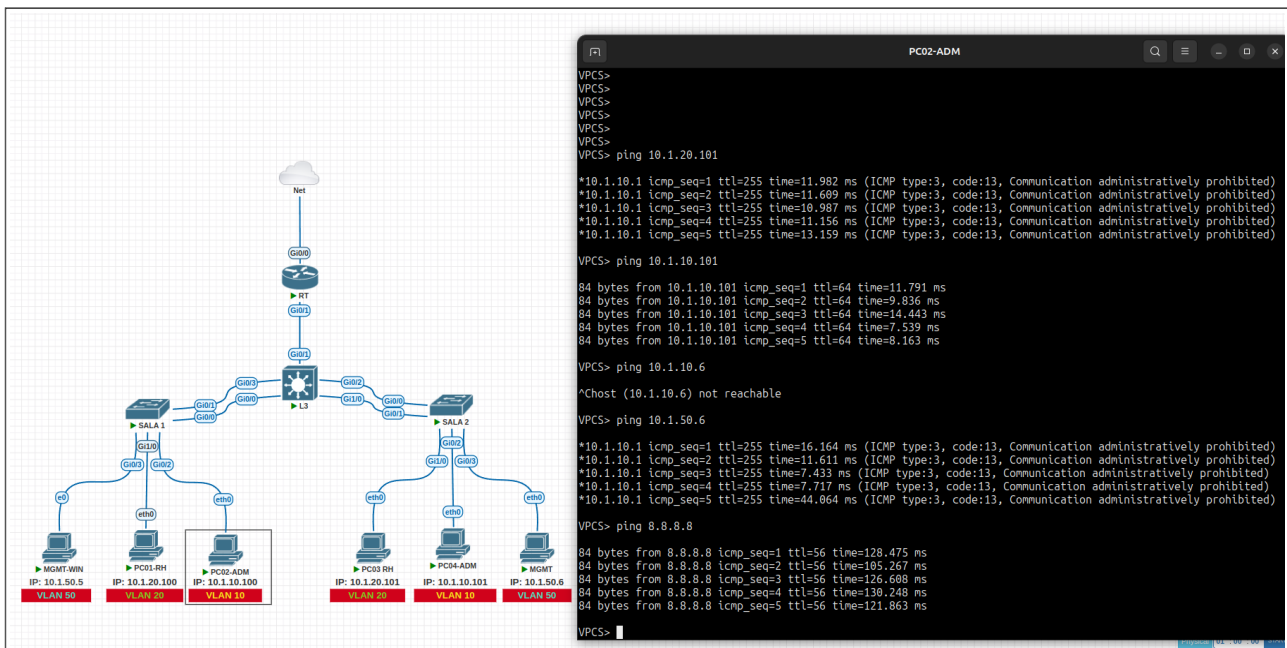 Net
Gi0/0
RT
Gi0/1
Gi0/1
Gi0/3
Gi0/2
Gi0/1
Gi0/0
L3
Gi1/0
Gi0/0
Gi0/1
SALA 1
SALA 2
Gi1/0
Gi0/3
Gi0/2
Gi0/2
Gi1/0
Gi0/3
e0
eth0
eth0
eth0
eth0
eth0
MGMT-WIN
IP: 10.1.50.5
VLAN 50
PC01-RH
IP: 10.1.20.100
VLAN 20
PC02-ADM
IP: 10.1.10.100
VLAN 10
PC03 RH
IP: 10.1.20.101
VLAN 20
PC04-ADM
IP: 10.1.10.101
VLAN 10
MGMT
IP: 10.1.50.6
VLAN 50
PC02-ADM
VPCS>
VPCS>
VPCS>
VPCS>
VPCS>
VPCS>
VPCS> ping 10.1.20.101
*10.1.10.1 icmp_seq=1 ttl=255 time=11.982 ms (ICMP type:3, code:13, Communication administratively prohibited)
*10.1.10.1 icmp_seq=2 ttl=255 time=11.609 ms (ICMP type:3, code:13, Communication administratively prohibited)
*10.1.10.1 icmp_seq=3 ttl=255 time=10.987 ms (ICMP type:3, code:13, Communication administratively prohibited)
*10.1.10.1 icmp_seq=4 ttl=255 time=11.156 ms (ICMP type:3, code:13, Communication administratively prohibited)
*10.1.10.1 icmp_seq=5 ttl=255 time=13.159 ms (ICMP type:3, code:13, Communication administratively prohibited)
VPCS> ping 10.1.10.101
84 bytes from 10.1.10.101 icmp_seq=1 ttl=64 time=11.791 ms
84 bytes from 10.1.10.101 icmp_seq=2 ttl=64 time=9.836 ms
84 bytes from 10.1.10.101 icmp_seq=3 ttl=64 time=14.443 ms
84 bytes from 10.1.10.101 icmp_seq=4 ttl=64 time=7.539 ms
84 bytes from 10.1.10.101 icmp_seq=5 ttl=64 time=8.163 ms
VPCS> ping 10.1.10.6
^Chost (10.1.10.6) not reachable
VPCS> ping 10.1.50.6
*10.1.10.1 icmp_seq=1 ttl=255 time=16.164 ms (ICMP type:3, code:13, Communication administratively prohibited)
*10.1.10.1 icmp_seq=2 ttl=255 time=11.611 ms (ICMP type:3, code:13, Communication administratively prohibited)
*10.1.10.1 icmp_seq=3 ttl=255 time=7.433 ms (ICMP type:3, code:13, Communication administratively prohibited)
*10.1.10.1 icmp_seq=4 ttl=255 time=7.717 ms (ICMP type:3, code:13, Communication administratively prohibited)
*10.1.10.1 icmp_seq=5 ttl=255 time=44.064 ms (ICMP type:3, code:13, Communication administratively prohibited)
VPCS> ping 8.8.8.8
84 bytes from 8.8.8.8 icmp_seq=1 ttl=56 time=128.475 ms
84 bytes from 8.8.8.8 icmp_seq=2 ttl=56 time=105.267 ms
84 bytes from 8.8.8.8 icmp_seq=3 ttl=56 time=126.608 ms
84 bytes from 8.8.8.8 icmp_seq=4 ttl=56 time=130.248 ms
84 bytes from 8.8.8.8 icmp_seq=5 ttl=56 time=121.863 ms
VPCS>